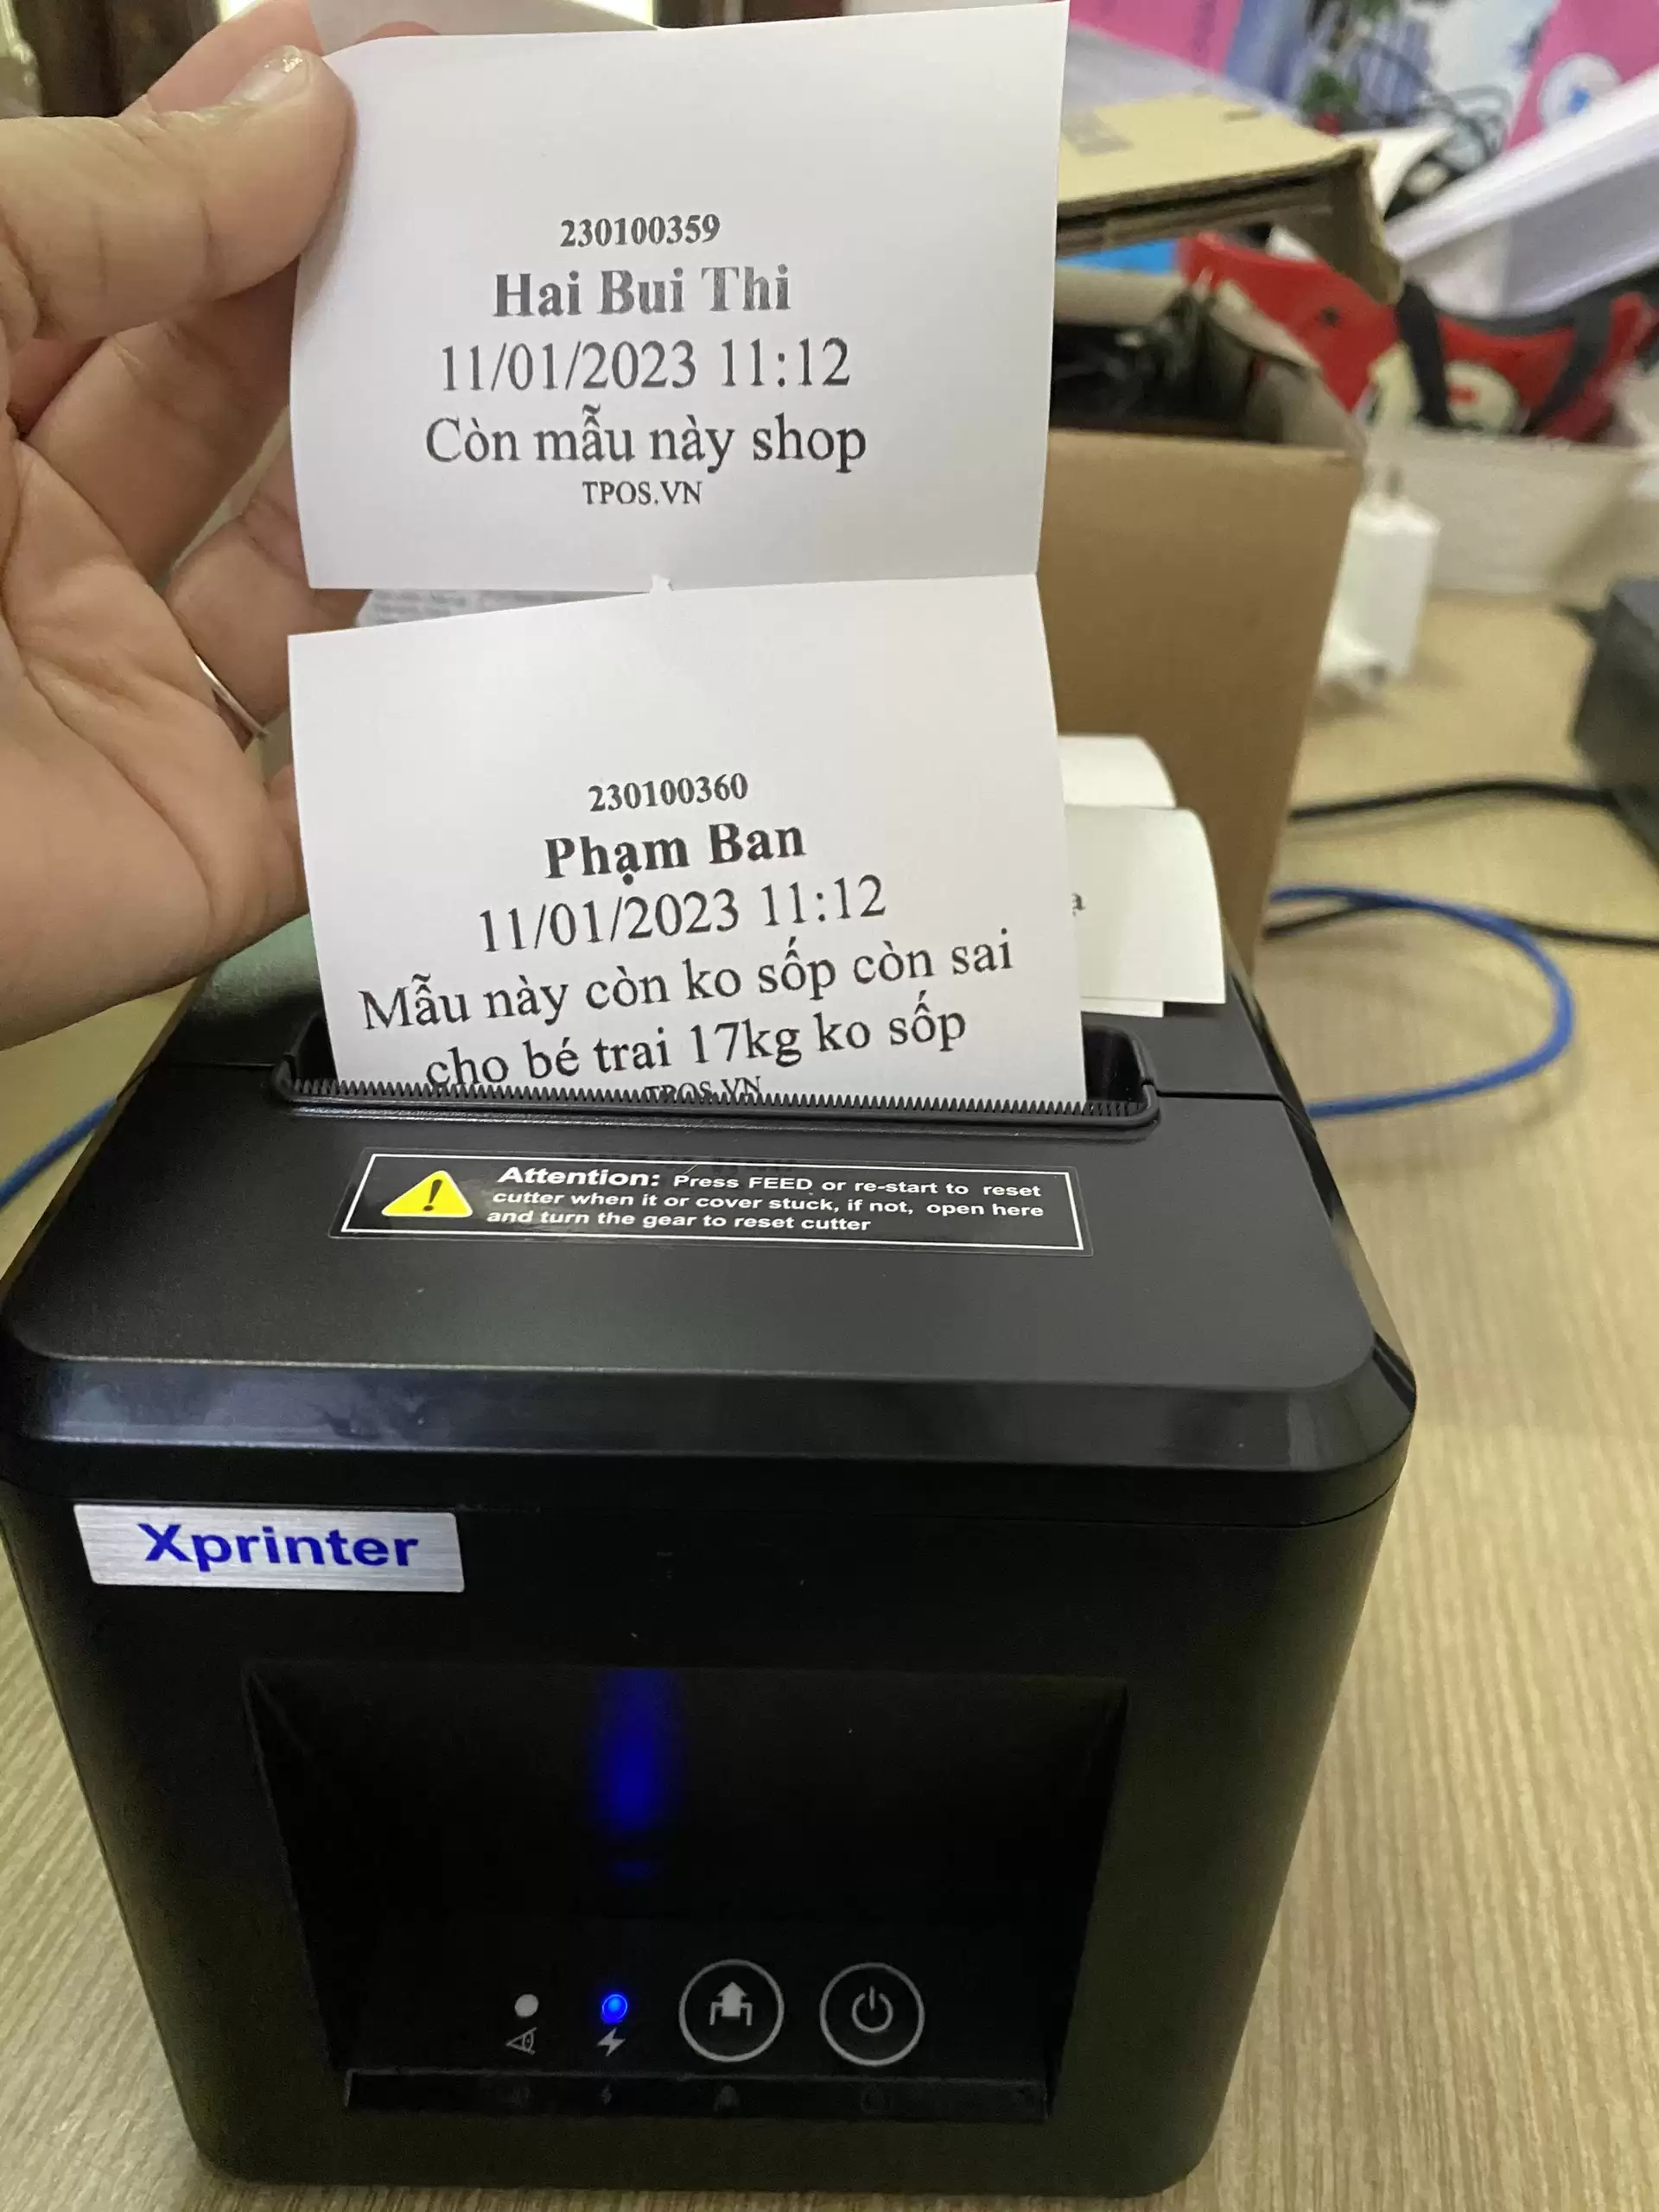 230100359
Hai Bui Thi
11/01/2023 11:12
Còn mẫu này shop
TPOS.VN
230100360
Phạm Ban
11/01/2023 11:12
Mẫu này còn ko sốp còn sai
cho bé trai 17kg ko sốp
TPOS.VN
ạ
Attention: Press FEED or re-start to reset
cutter when it or cover stuck, if not, open here
and turn the gear to reset cutter
Xprinter